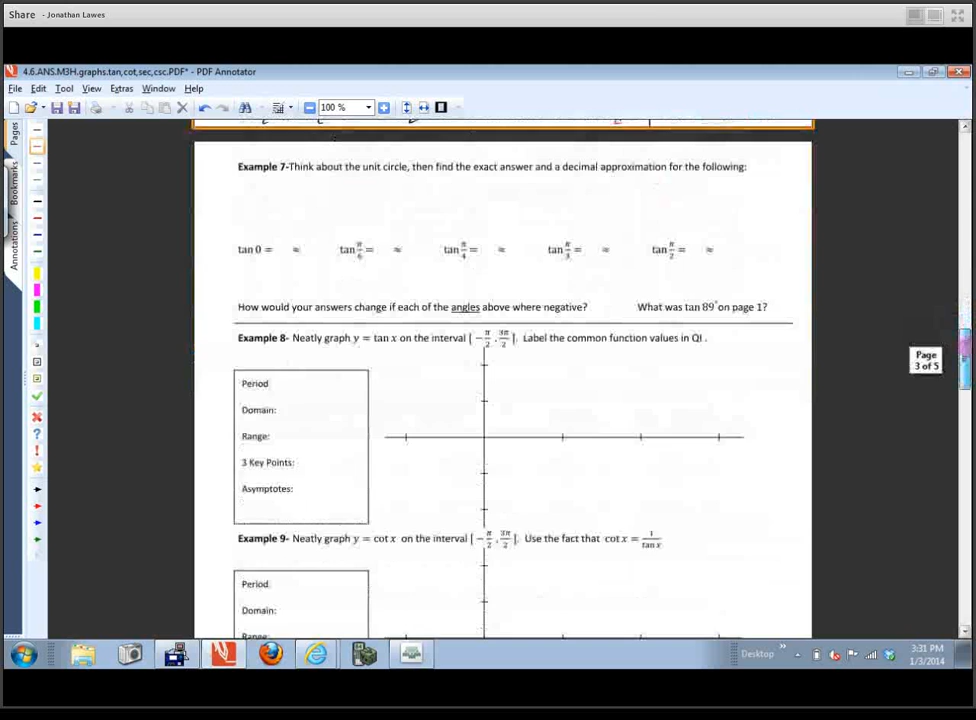 Share - Jonathan Lawes
4.6.ANS.M3H.graphs.tan,cot,sec,csc.PDF* - PDF Annotator
File Edit Tool View Extras Window Help
100 %
Pages
Bookmarks
Annotations
Example 7-Think about the unit circle, then find the exact answer and a decimal approximation for the following:
tan 0 = ≈ tan π/6 = ≈ tan π/4 = ≈ tan π/3 = ≈ tan π/2 = ≈
How would your answers change if each of the angles above where negative? What was tan 89° on page 1?
Example 8- Neatly graph y = tan x on the interval [-π/2, 3π/2]. Label the common function values in QI .
Period
Domain:
Range:
3 Key Points:
Asymptotes:
Page
3 of 5
Example 9- Neatly graph y = cot x on the interval [-π/2, 3π/2]. Use the fact that cot x = 1/tan x
Period
Domain:
Range:
Desktop »
3:31 PM
1/3/2014